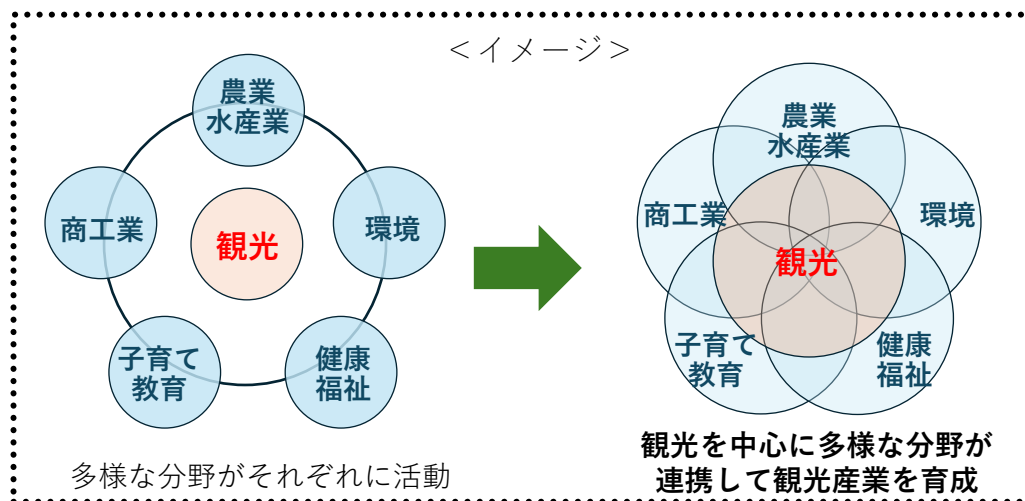 ＜イメージ＞
農業
水産業
商工業
観光
環境
子育て
教育
健康
福祉
多様な分野がそれぞれに活動
農業
水産業
商工業
環境
観光
子育て
教育
健康
福祉
観光を中心に多様な分野が
連携して観光産業を育成